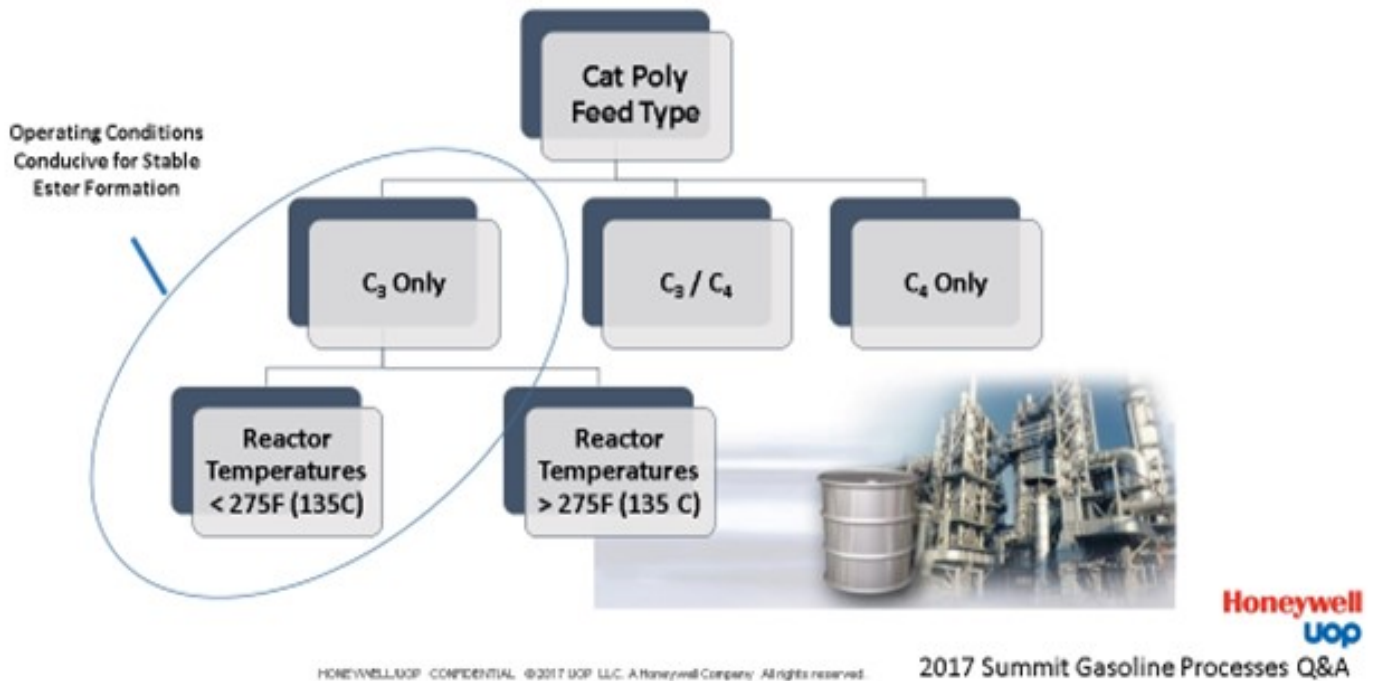 Cat Poly
Feed Type
Operating Conditions
Conducive for Stable
Ester Formation
C₃ Only
C₃ / C₄
C₄ Only
Reactor
Temperatures
< 275F (135C)
Reactor
Temperatures
> 275F (135 C)
Honeywell
uop
HONEYWELL/UOP CONFIDENTIAL ©2017 UOP LLC. A Honeywell Company All rights reserved.
2017 Summit Gasoline Processes Q&A